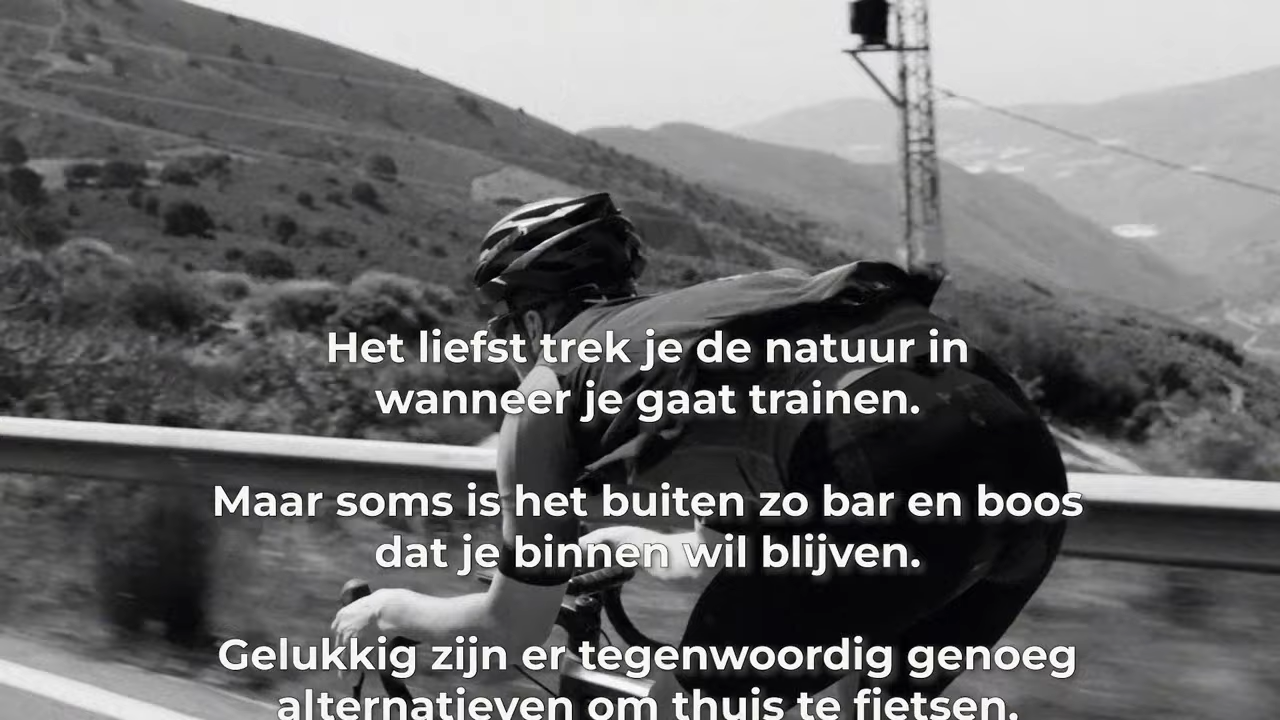 Het liefst trek je de natuur in
wanneer je gaat trainen.
Maar soms is het buiten zo bar en boos
dat je binnen wil blijven.
Gelukkig zijn er tegenwoordig genoeg
alternatieven om thuis te fietsen.